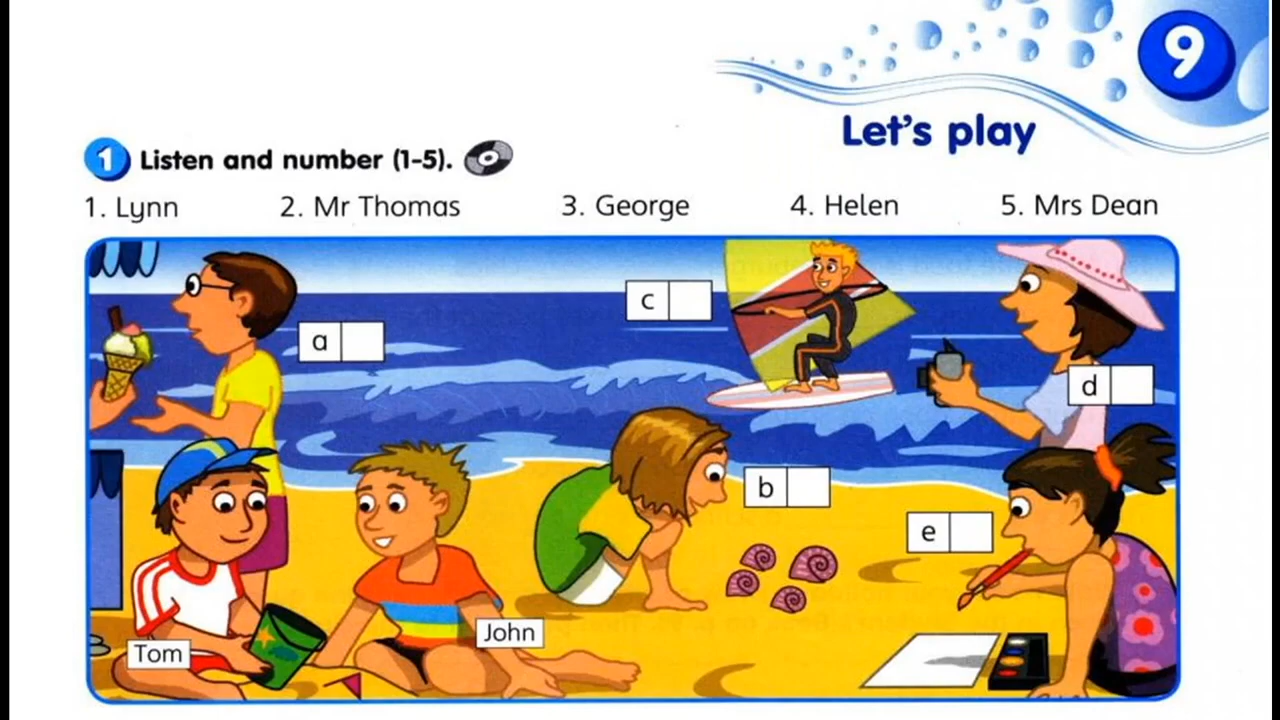 9
Let's play
1 Listen and number (1-5).
1. Lynn 2. Mr Thomas 3. George 4. Helen 5. Mrs Dean
c
a
d
b
e
John
Tom